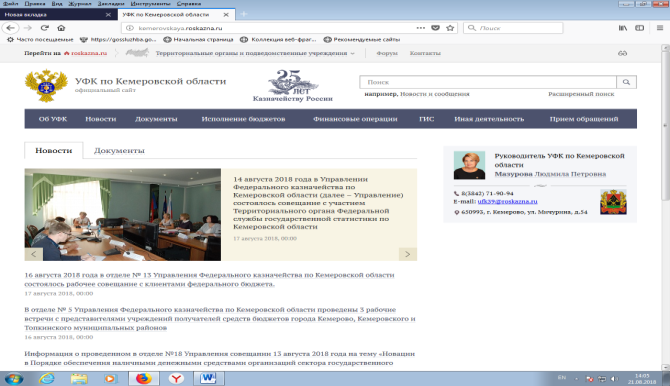 Файл Правка Вид Журнал Закладки Инструменты Справка
Новая вкладка
УФК по Кемеровской области
kemerovskaya.roskazna.ru
Поиск
Часто посещаемые https://gossluzhba.go... Начальная страница Коллекция веб-фраг... Рекомендуемые сайты
Перейти на roskazna.ru Территориальные органы и подведомственные учреждения Форум Контакты
УФК по Кемеровской области
официальный сайт
25 ЛЕТ
Казначейству России
Поиск
например, Новости и сообщения Расширенный поиск
Об УФК Новости Документы Исполнение бюджетов Финансовые операции ГИС Иная деятельность Прием обращений
Новости Документы
14 августа 2018 года в Управлении
Федерального казначейства по
Кемеровской области (далее – Управление)
состоялось совещание с участием
Территориального органа Федеральной
службы государственной статистики по
Кемеровской области
17 августа 2018, 00:00
16 августа 2018 года в отделе № 13 Управления Федерального казначейства по Кемеровской области
состоялось рабочее совещание с клиентами федерального бюджета.
17 августа 2018, 00:00
В отделе № 5 Управления Федерального казначейства по Кемеровской области проведены 3 рабочие
встречи с представителями учреждений получателей средств бюджетов города Кемерово, Кемеровского и
Топкинского муниципальных районов
16 августа 2018, 00:00
Информация о проведенном в отделе №18 Управления совещании 13 августа 2018 года на тему «Новации
в Порядке обеспечения наличными денежными средствами организаций сектора государственного
Руководитель УФК по Кемеровской
области
Мазурова Людмила Петровна
8(3842) 71-90-94
E-mail: ufk39@roskazna.ru
650993, г. Кемерово, ул. Мичурина, д.54
EN
14:05
21.08.2018